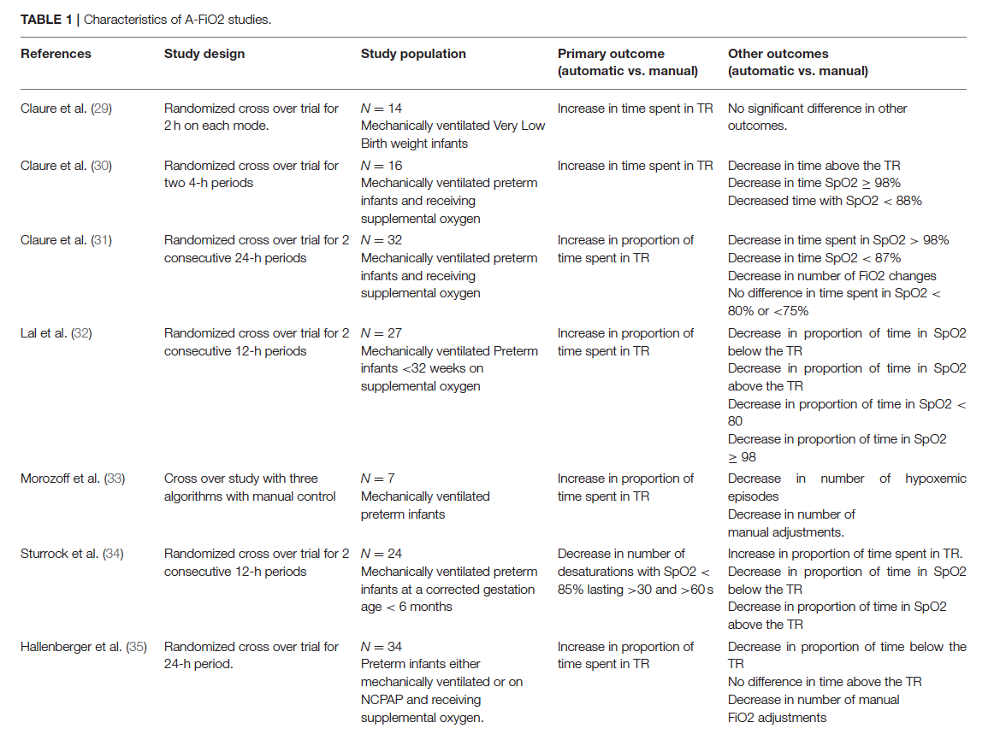 TABLE 1 | Characteristics of A-FiO2 studies.
References
Study design
Study population
Primary outcome
(automatic vs. manual)
Other outcomes
(automatic vs. manual)
Claure et al. (29)
Randomized cross over trial for
2 h on each mode.
N = 14
Mechanically ventilated Very Low
Birth weight infants
Increase in time spent in TR
No significant difference in other
outcomes.
Claure et al. (30)
Randomized cross over trial for
two 4-h periods
N = 16
Mechanically ventilated preterm
infants and receiving
supplemental oxygen
Increase in time spent in TR
Decrease in time above the TR
Decrease in time SpO2 ≥ 98%
Decreased time with SpO2 < 88%
Claure et al. (31)
Randomized cross over trial for 2
consecutive 24-h periods
N = 32
Mechanically ventilated preterm
infants and receiving
supplemental oxygen
Increase in proportion of
time spent in TR
Decrease in time spent in SpO2 > 98%
Decrease in time SpO2 < 87%
Decrease in number of FiO2 changes
No difference in time spent in SpO2 <
80% or <75%
Lal et al. (32)
Randomized cross over trial for 2
consecutive 12-h periods
N = 27
Mechanically ventilated Preterm
infants <32 weeks on
supplemental oxygen
Increase in proportion of
time spent in TR
Decrease in proportion of time in SpO2
below the TR
Decrease in proportion of time in SpO2
above the TR
Decrease in proportion of time in SpO2 <
80
Decrease in proportion of time in SpO2
≥ 98
Morozoff et al. (33)
Cross over study with three
algorithms with manual control
N = 7
Mechanically ventilated
preterm infants
Increase in proportion of
time spent in TR
Decrease in number of hypoxemic
episodes
Decrease in number of
manual adjustments.
Sturrock et al. (34)
Randomized cross over trial for 2
consecutive 12-h periods
N = 24
Mechanically ventilated preterm
infants at a corrected gestation
age < 6 months
Decrease in number of
desaturations with SpO2 <
85% lasting >30 and >60 s
Increase in proportion of time spent in TR.
Decrease in proportion of time in SpO2
below the TR
Decrease in proportion of time in SpO2
above the TR
Hallenberger et al. (35)
Randomized cross over trial for
24-h period.
N = 34
Preterm infants either
mechanically ventilated or on
NCPAP and receiving
supplemental oxygen.
Increase in proportion of
time spent in TR
Decrease in proportion of time below the
TR
No difference in time above the TR
Decrease in number of manual
FiO2 adjustments